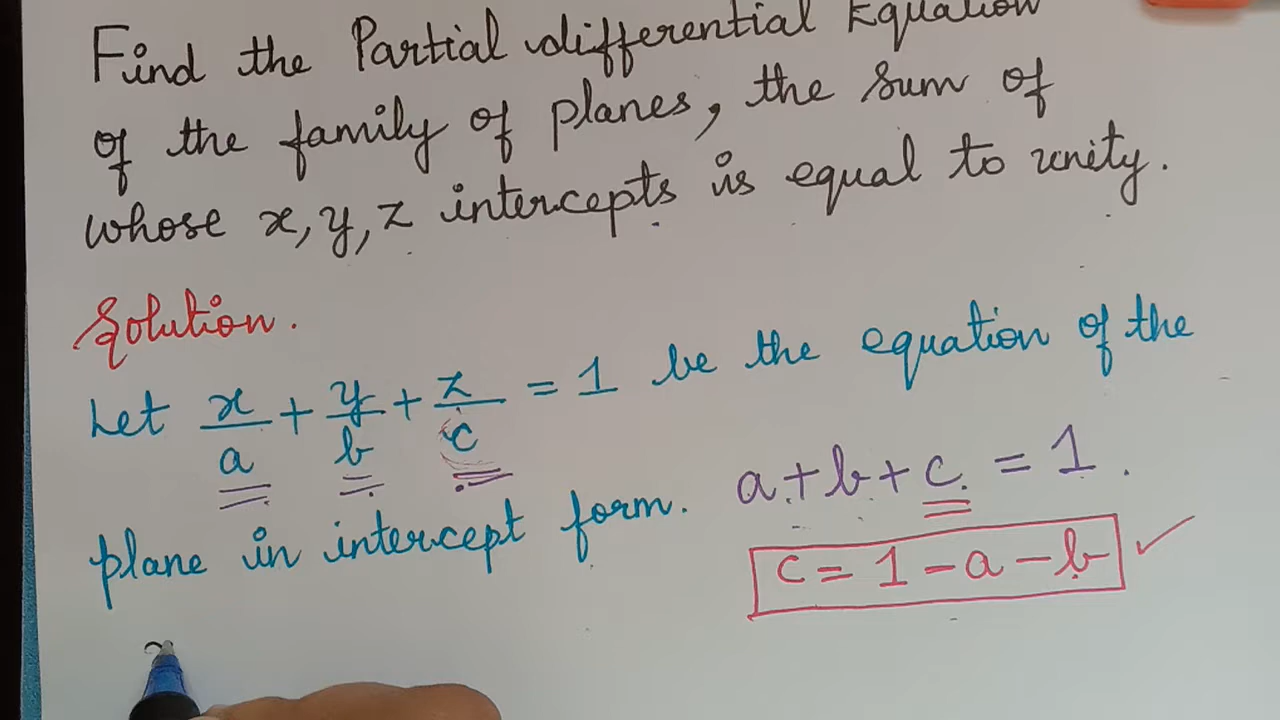 Find the Partial differential Equation
of the family of planes, the sum of
whose x, y, z intercepts is equal to unity.
Solution.
Let x/a + y/b + z/c = 1 be the equation of the
plane in intercept form. a + b + c = 1.
c = 1 - a - b ✓